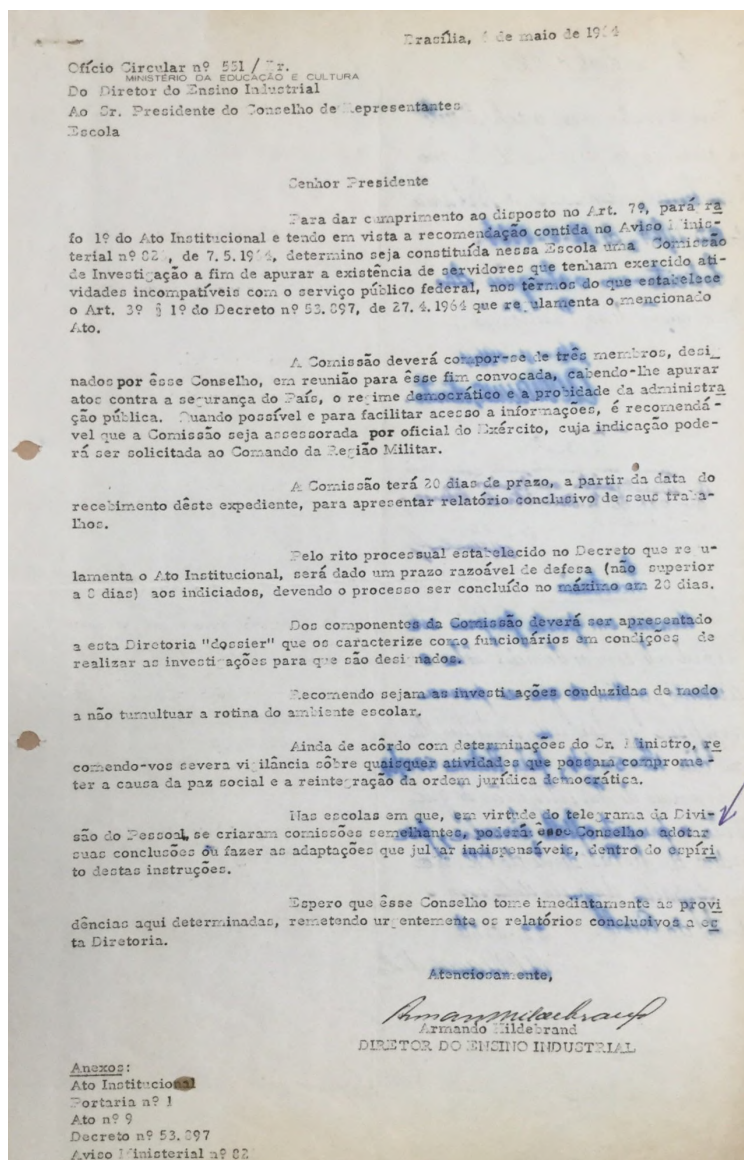 Brasília, de maio de 1964
Ofício Circular nº 551 / Br.
MINISTÉRIO DA EDUCAÇÃO E CULTURA
Do Diretor do Ensino Industrial
Ao Sr. Presidente do Conselho de Representantes
Escola
Senhor Presidente
Para dar cumprimento ao disposto no Art. 79, pará ra
fo 1º do Ato Institucional e tendo em vista a recomendação contida no Aviso Minis-
terial nº 82, de 7.5.1964, determino seja constituída nessa Escola uma Comissão
de Investigação a fim de apurar a existência de servidores que tenham exercido ati-
vidades incompatíveis com o serviço público federal, nos têrmos do que estabelece
o Art. 3º § 1º do Decreto nº 53.897, de 27.4.1964 que regulamenta o mencionado
Ato.
A Comissão deverá compor-se de três membros, desi_
nados por êsse Conselho, em reunião para êsse fim convocada, cabendo-lhe apurar
atos contra a segurança do País, o regime democrático e a probidade da administra
ção pública. Quando possível e para facilitar acesso a informações, é recomendá-
vel que a Comissão seja assessorada por oficial do Exército, cuja indicação pode-
rá ser solicitada ao Comando da Região Militar.
A Comissão terá 20 dias de prazo, a partir da data do
recebimento dêste expediente, para apresentar relatório conclusivo de seus traba-
lhos.
Pelo rito processual estabelecido no Decreto que regu-
lamenta o Ato Institucional, será dado um prazo razoável de defesa (não superior
a 8 dias) aos indiciados, devendo o processo ser concluído no máximo em 20 dias.
Dos componentes da Comissão deverá ser apresentado
a esta Diretoria "dossier" que os caracterize como funcionários em condições de
realizar as investigações para que são designados.
Recomendo sejam as investigações conduzidas de modo
a não tumultuar a rotina do ambiente escolar.
Ainda de acôrdo com determinações do Sr. Ministro, re
comendo-vos severa vigilância sôbre quaisquer atividades que possam comprome-
ter a causa da paz social e a reintegração da ordem jurídica democrática.
Nas escolas em que, em virtude do telegrama da Divi-
são do Pessoal, se criaram comissões semelhantes, poderá êsse Conselho adotar
suas conclusões ou fazer as adaptações que julgar indispensáveis, dentro do espíri
to destas instruções.
Espero que êsse Conselho tome imediatamente as provi
dências aqui determinadas, remetendo urgentemente os relatórios conclusivos a es
ta Diretoria.
Atenciosamente,
Armando Hildebrand
DIRETOR DO ENSINO INDUSTRIAL
Anexos:
Ato Institucional
Portaria nº 1
Ato nº 9
Decreto nº 53.897
Aviso Ministerial nº 82